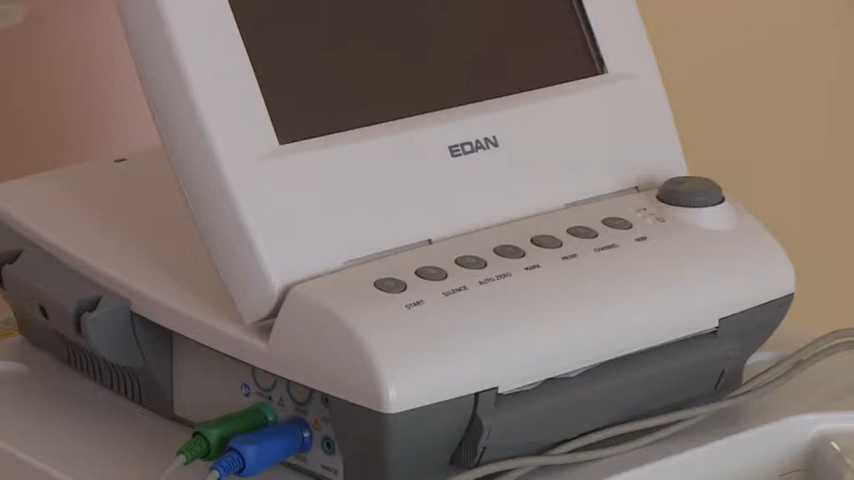 EDAN
START
SILENCE
AUTO ZERO
MARK
PRINT
CHANNEL